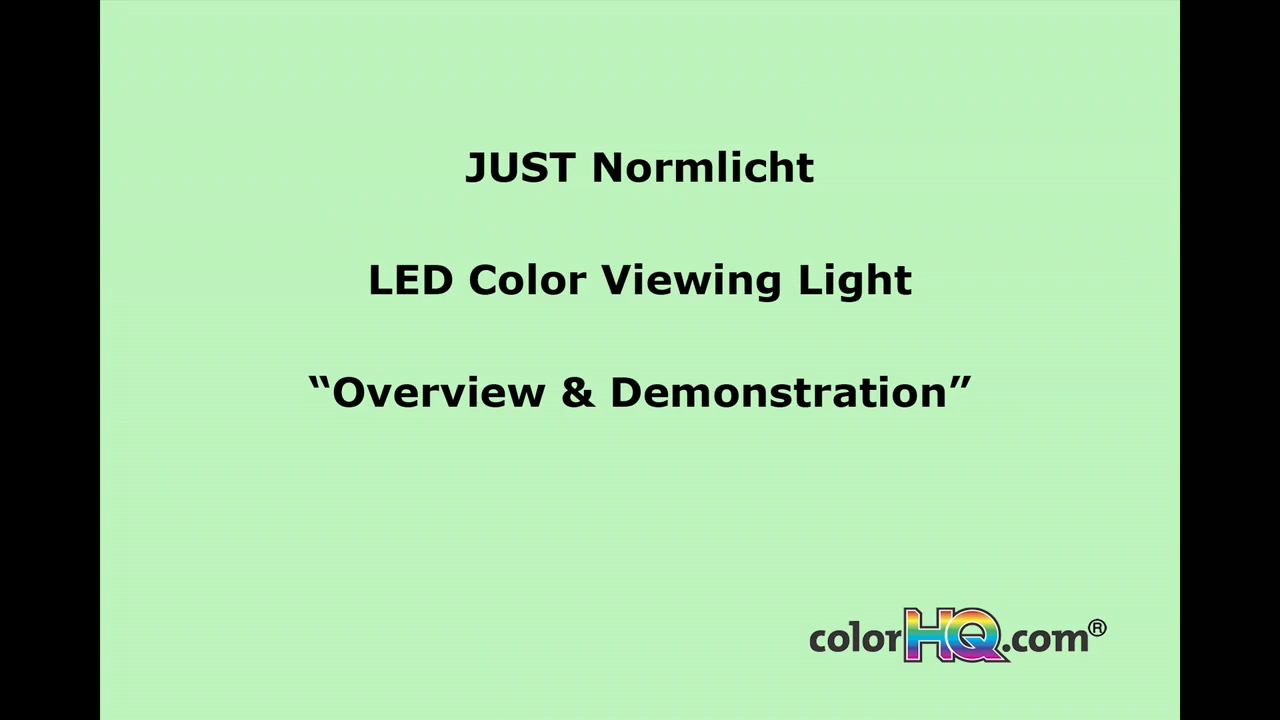 JUST Normlicht
LED Color Viewing Light
“Overview & Demonstration”
colorHQ.com®